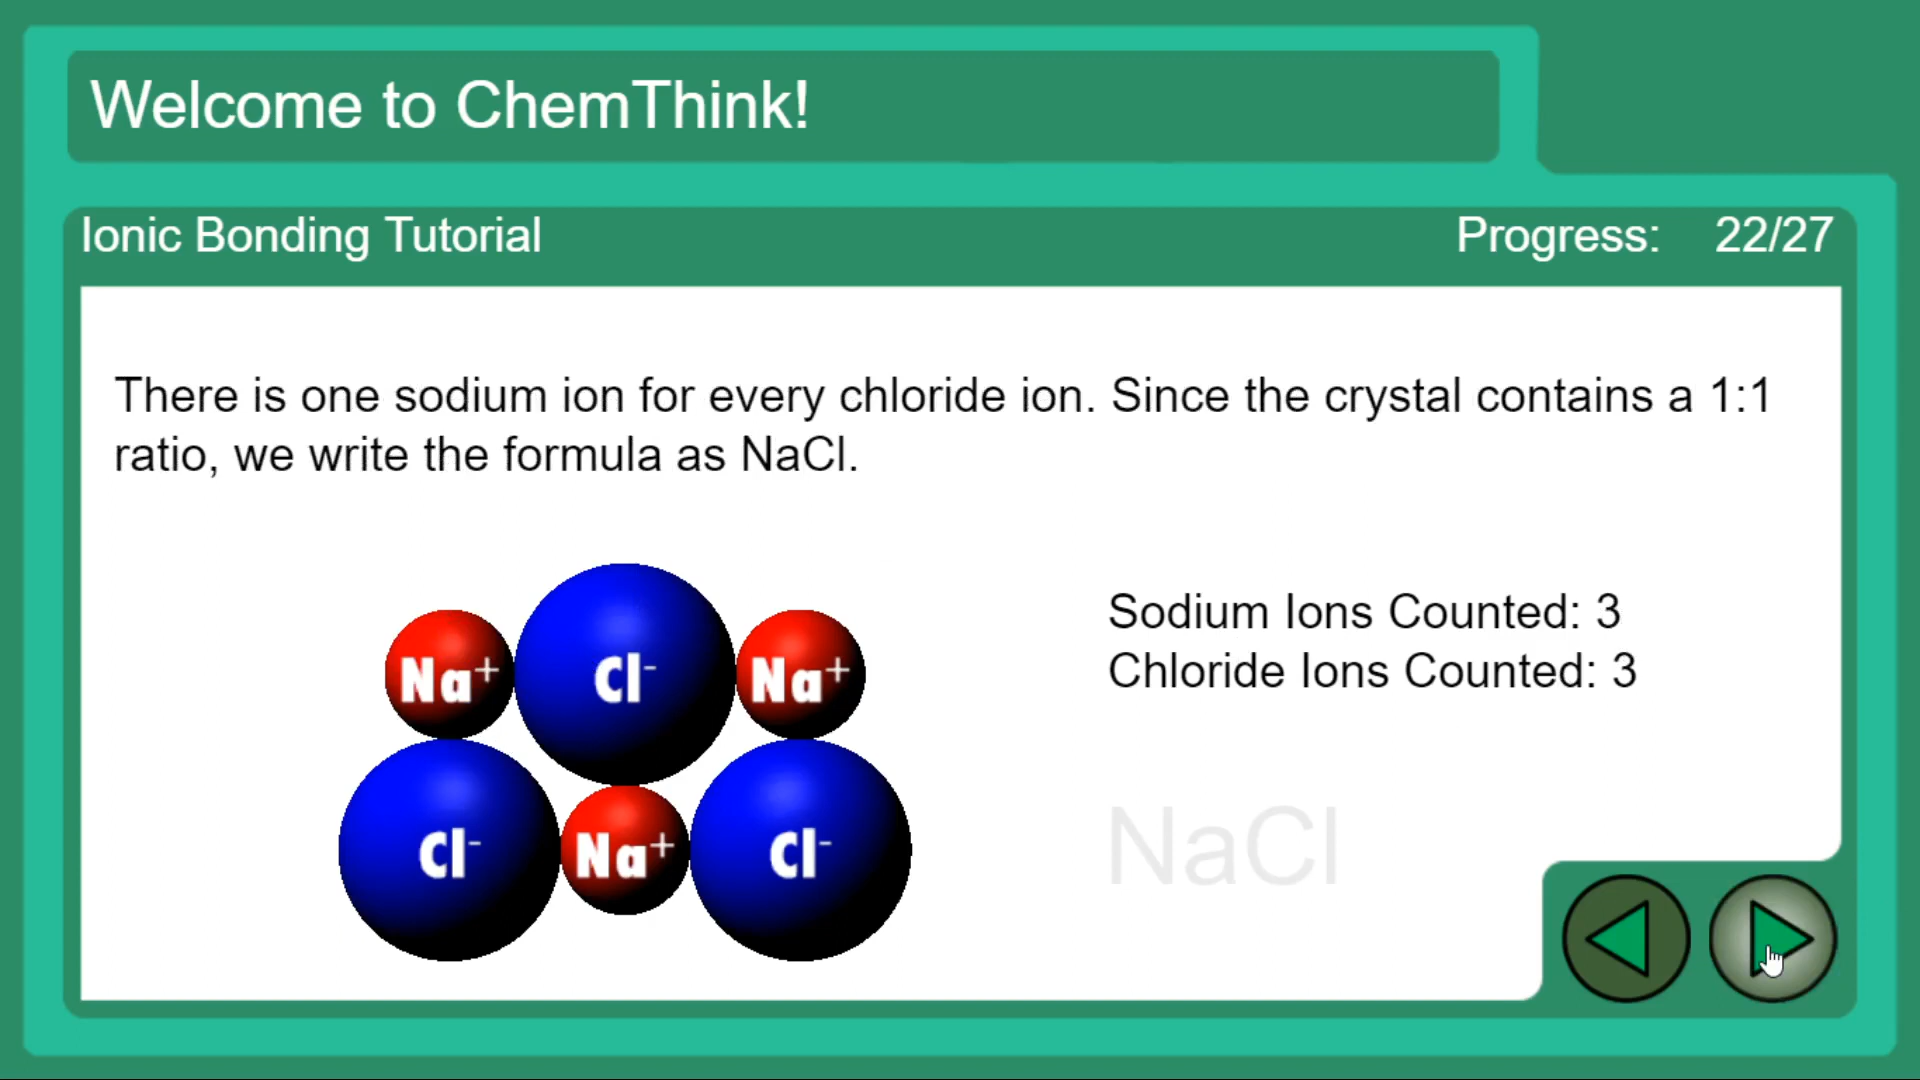 Welcome to ChemThink!
Ionic Bonding Tutorial
Progress: 22/27
There is one sodium ion for every chloride ion. Since the crystal contains a 1:1
ratio, we write the formula as NaCl.
Na+ Cl- Na+
Cl- Na+ Cl-
Sodium Ions Counted: 3
Chloride Ions Counted: 3
NaCl